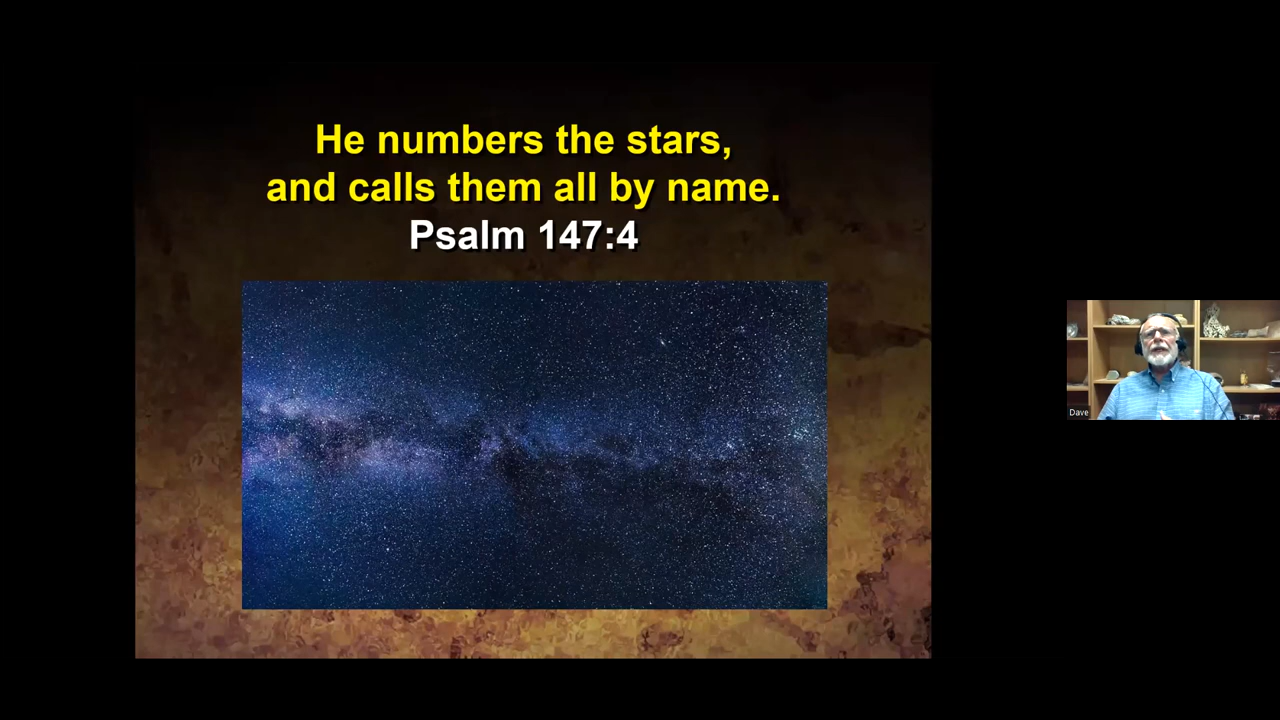 He numbers the stars,
and calls them all by name.
Psalm 147:4
Dave